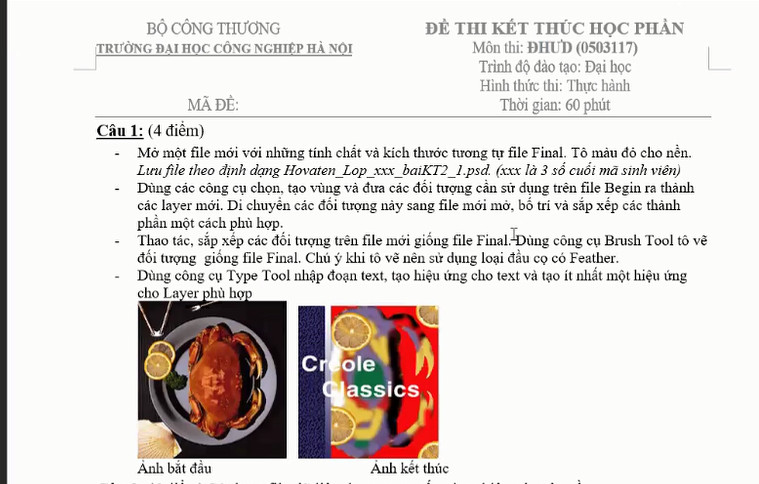 BỘ CÔNG THƯƠNG
TRƯỜNG ĐẠI HỌC CÔNG NGHIỆP HÀ NỘI
MÃ ĐỀ:
ĐỀ THI KẾT THÚC HỌC PHẦN
Môn thi: ĐHƯD (0503117)
Trình độ đào tạo: Đại học
Hình thức thi: Thực hành
Thời gian: 60 phút
Câu 1: (4 điểm)
- Mở một file mới với những tính chất và kích thước tương tự file Final. Tô màu đỏ cho nền.
Lưu file theo định dạng Hovaten_Lop_xxx_baiKT2_1.psd. (xxx là 3 số cuối mã sinh viên)
- Dùng các công cụ chọn, tạo vùng và đưa các đối tượng cần sử dụng trên file Begin ra thành
các layer mới. Di chuyển các đối tượng này sang file mới mở, bố trí và sắp xếp các thành
phần một cách phù hợp.
- Thao tác, sắp xếp các đối tượng trên file mới giống file Final. Dùng công cụ Brush Tool tô vẽ
đối tượng giống file Final. Chú ý khi tô vẽ nên sử dụng loại đầu cọ có Feather.
- Dùng công cụ Type Tool nhập đoạn text, tạo hiệu ứng cho text và tạo ít nhất một hiệu ứng
cho Layer phù hợp
Creole
Classics
Ảnh bắt đầu
Ảnh kết thúc